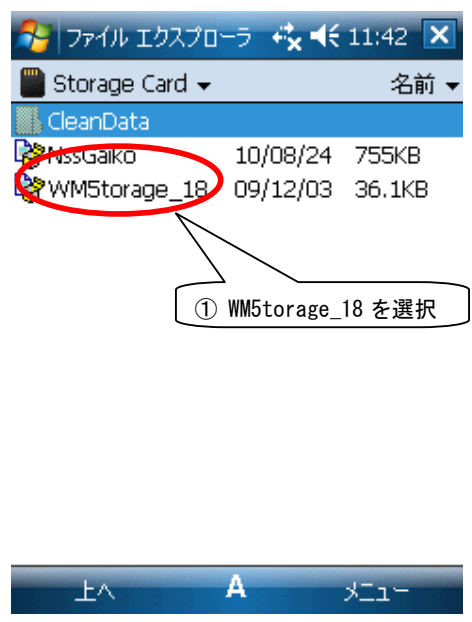 ファイル エクスプローラ 11:42
Storage Card 名前
CleanData
NssGaiko 10/08/24 755KB
WM5torage_18 09/12/03 36.1KB
① WM5torage_18 を選択
上へ A メニュー